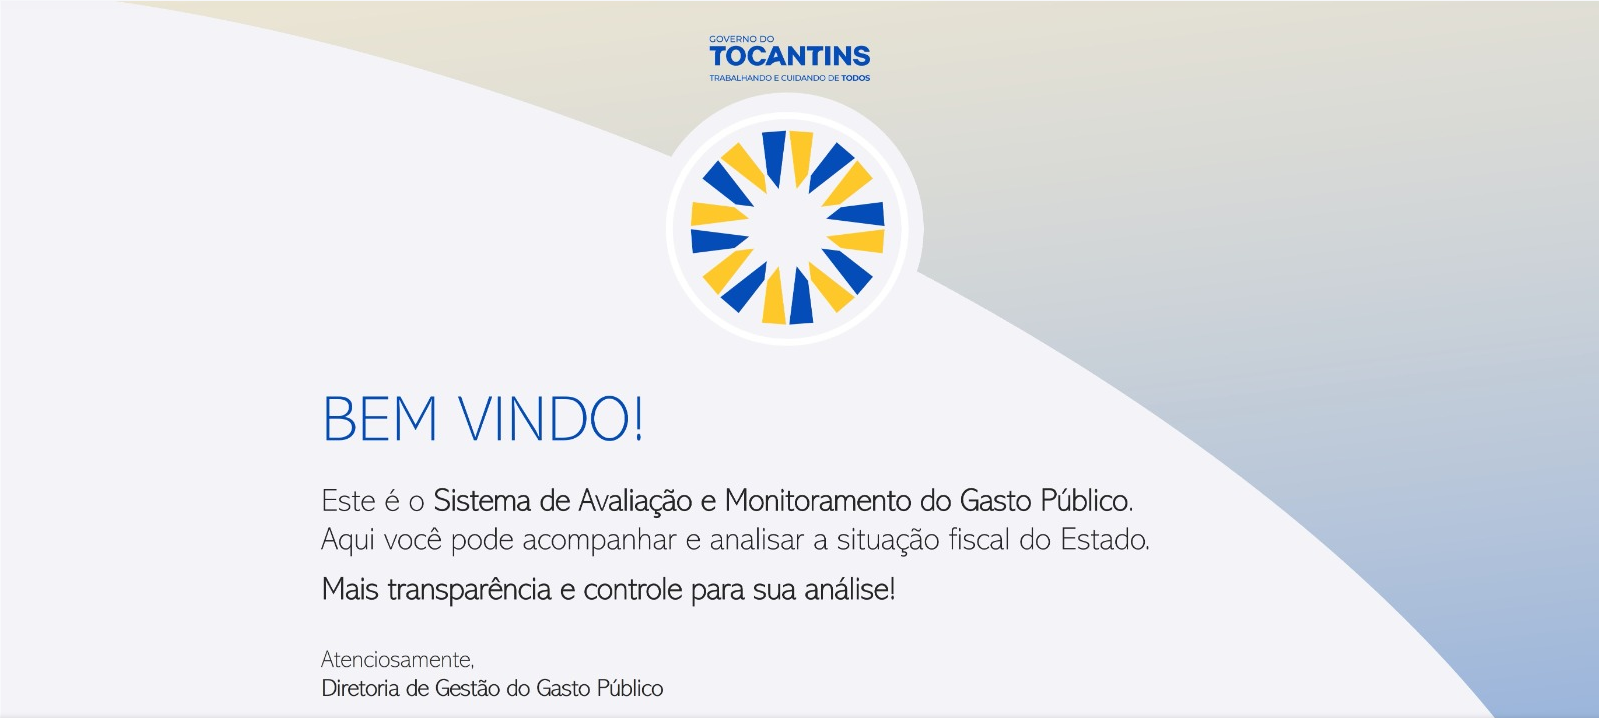 GOVERNO DO
TOCANTINS
TRABALHANDO E CUIDANDO DE TODOS
BEM VINDO!
Este é o Sistema de Avaliação e Monitoramento do Gasto Público.
Aqui você pode acompanhar e analisar a situação fiscal do Estado.
Mais transparência e controle para sua análise!
Atenciosamente,
Diretoria de Gestão do Gasto Público